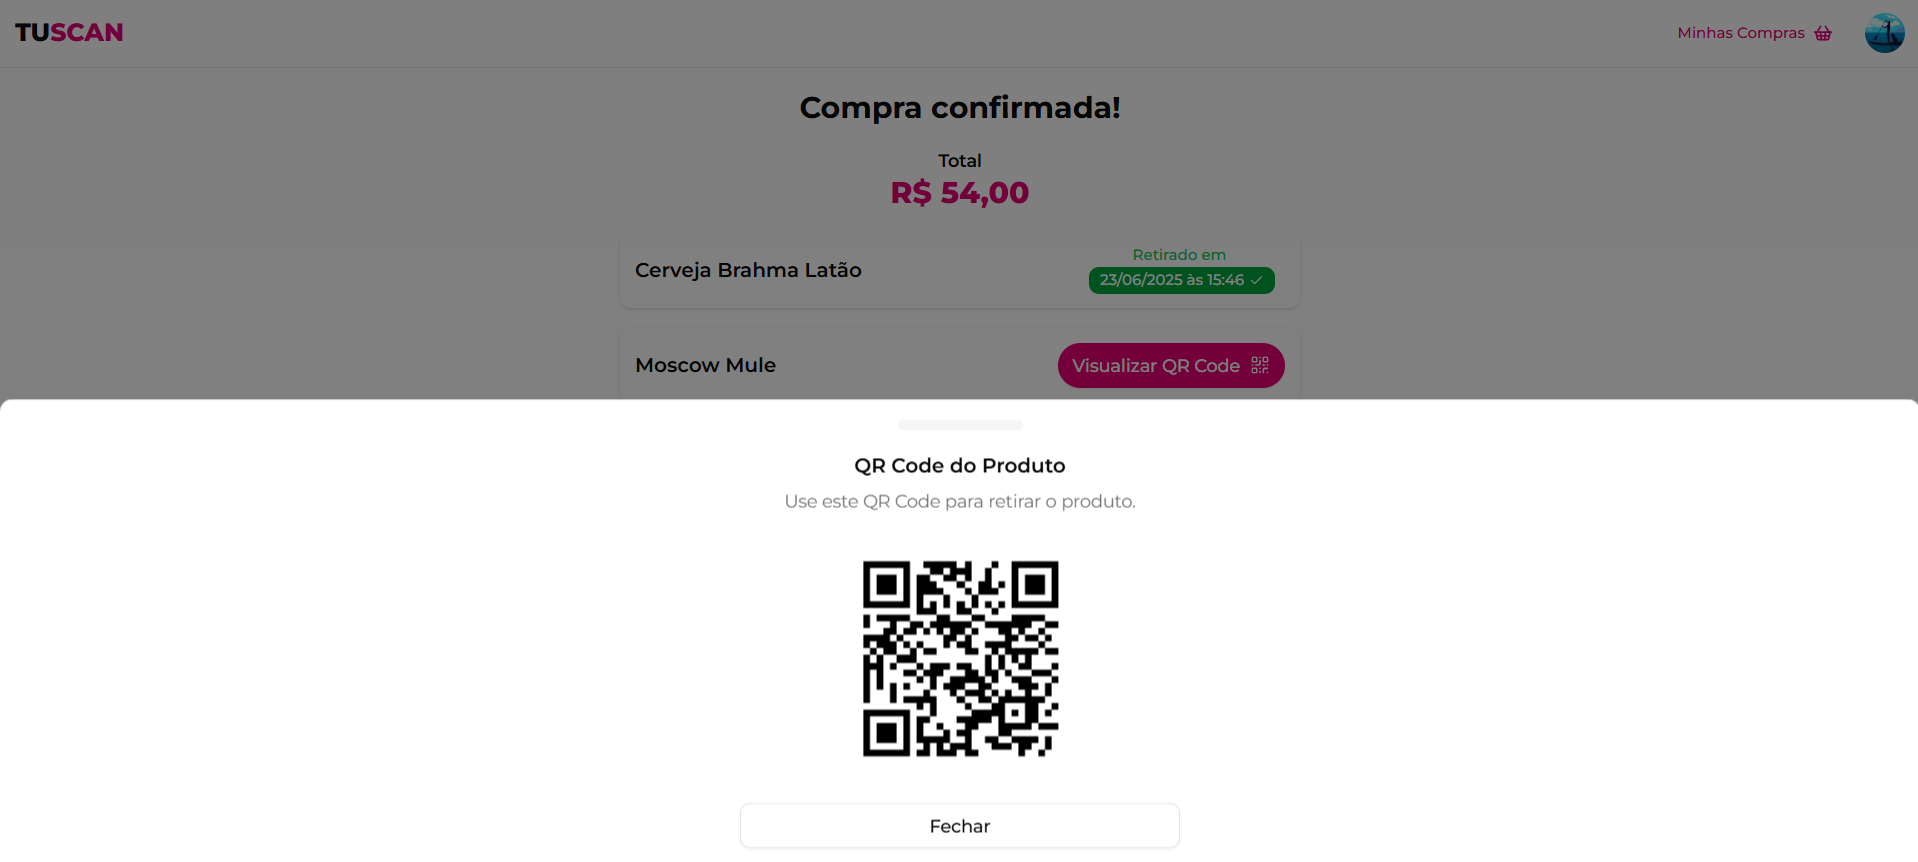 TUSCAN
Minhas Compras
Compra confirmada!
Total
R$ 54,00
Cerveja Brahma Latão
Retirado em
23/06/2025 às 15:46
Moscow Mule
Visualizar QR Code
QR Code do Produto
Use este QR Code para retirar o produto.
Fechar